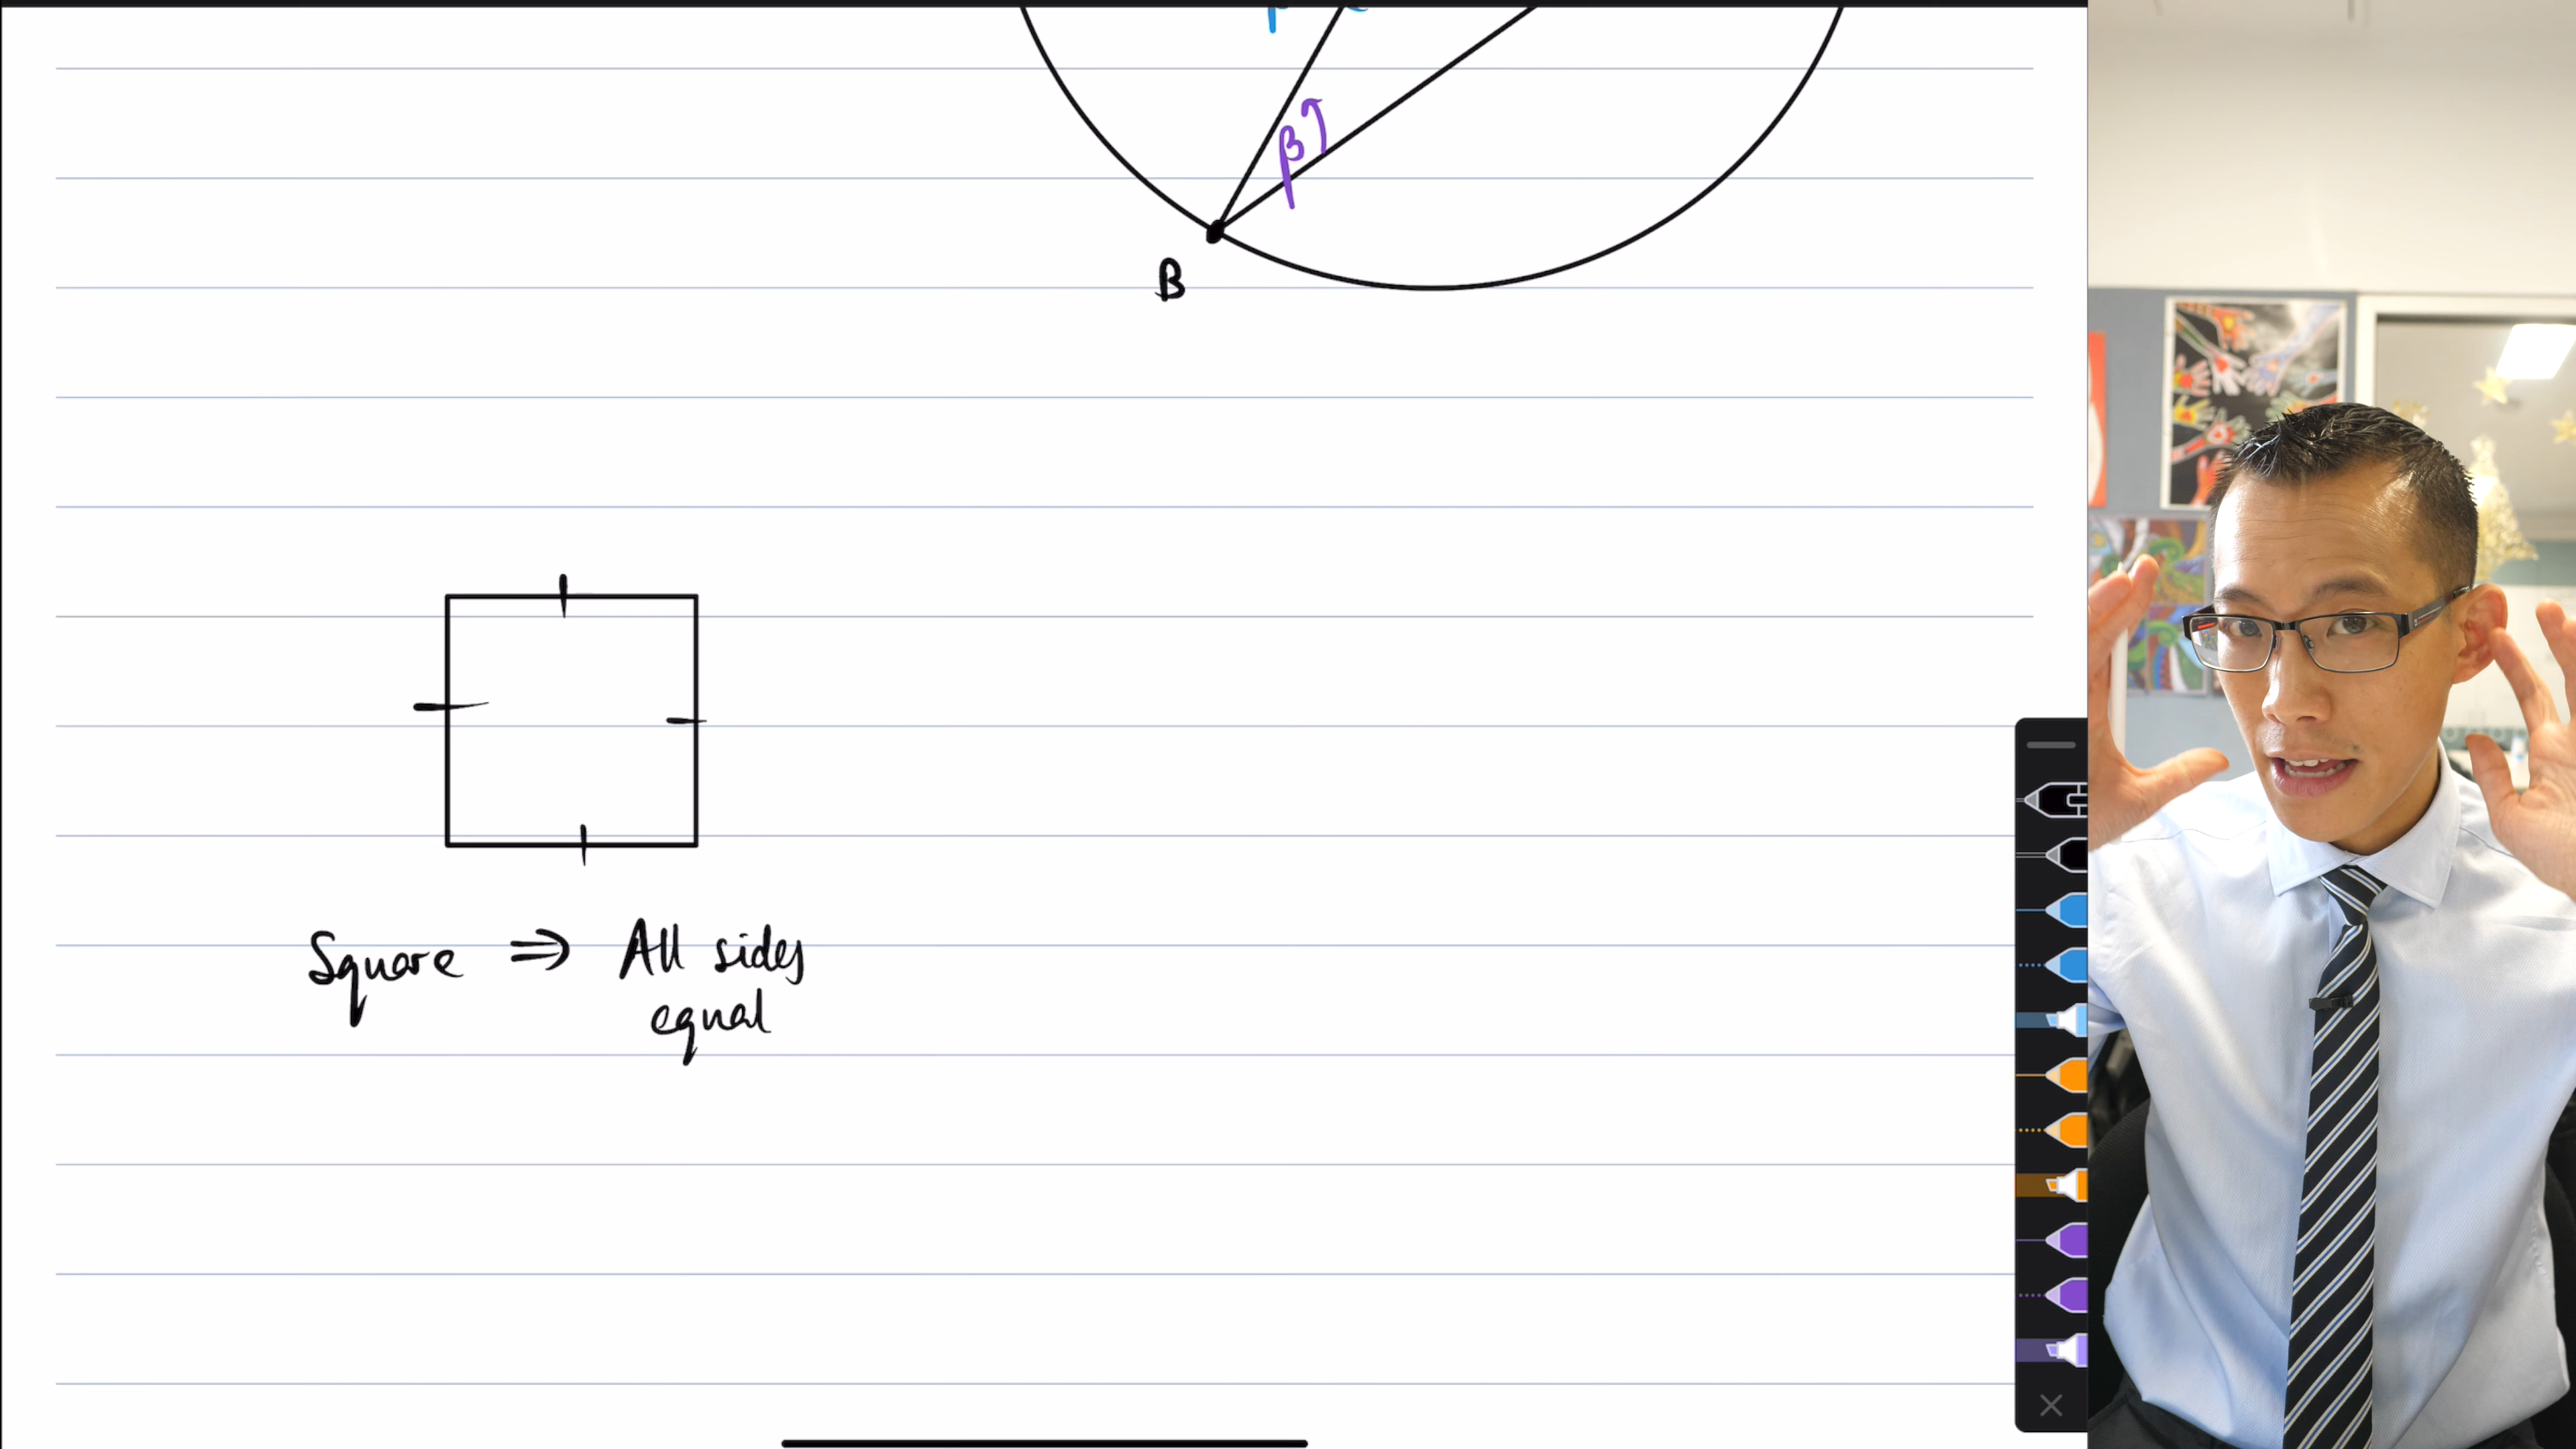 β
B
Square ⇒ All sides
equal